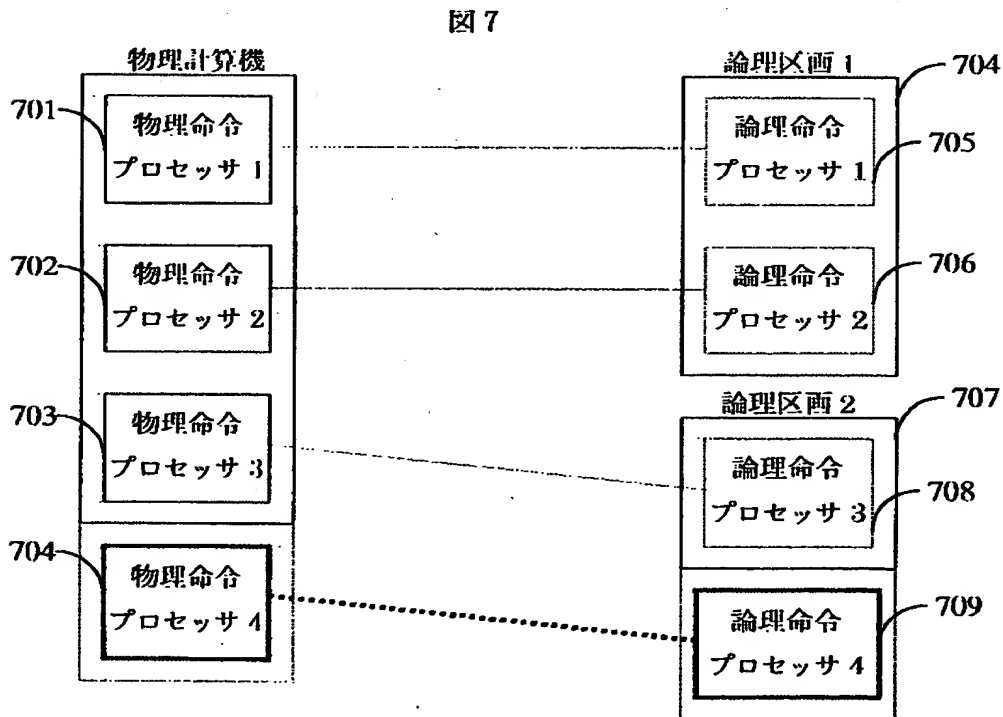 図7
物理計算機
701
物理命令
プロセッサ1
702
物理命令
プロセッサ2
703
物理命令
プロセッサ3
704
物理命令
プロセッサ4
論理区画1
704
論理命令
プロセッサ1
705
論理命令
プロセッサ2
706
論理区画2
707
論理命令
プロセッサ3
708
論理命令
プロセッサ4
709